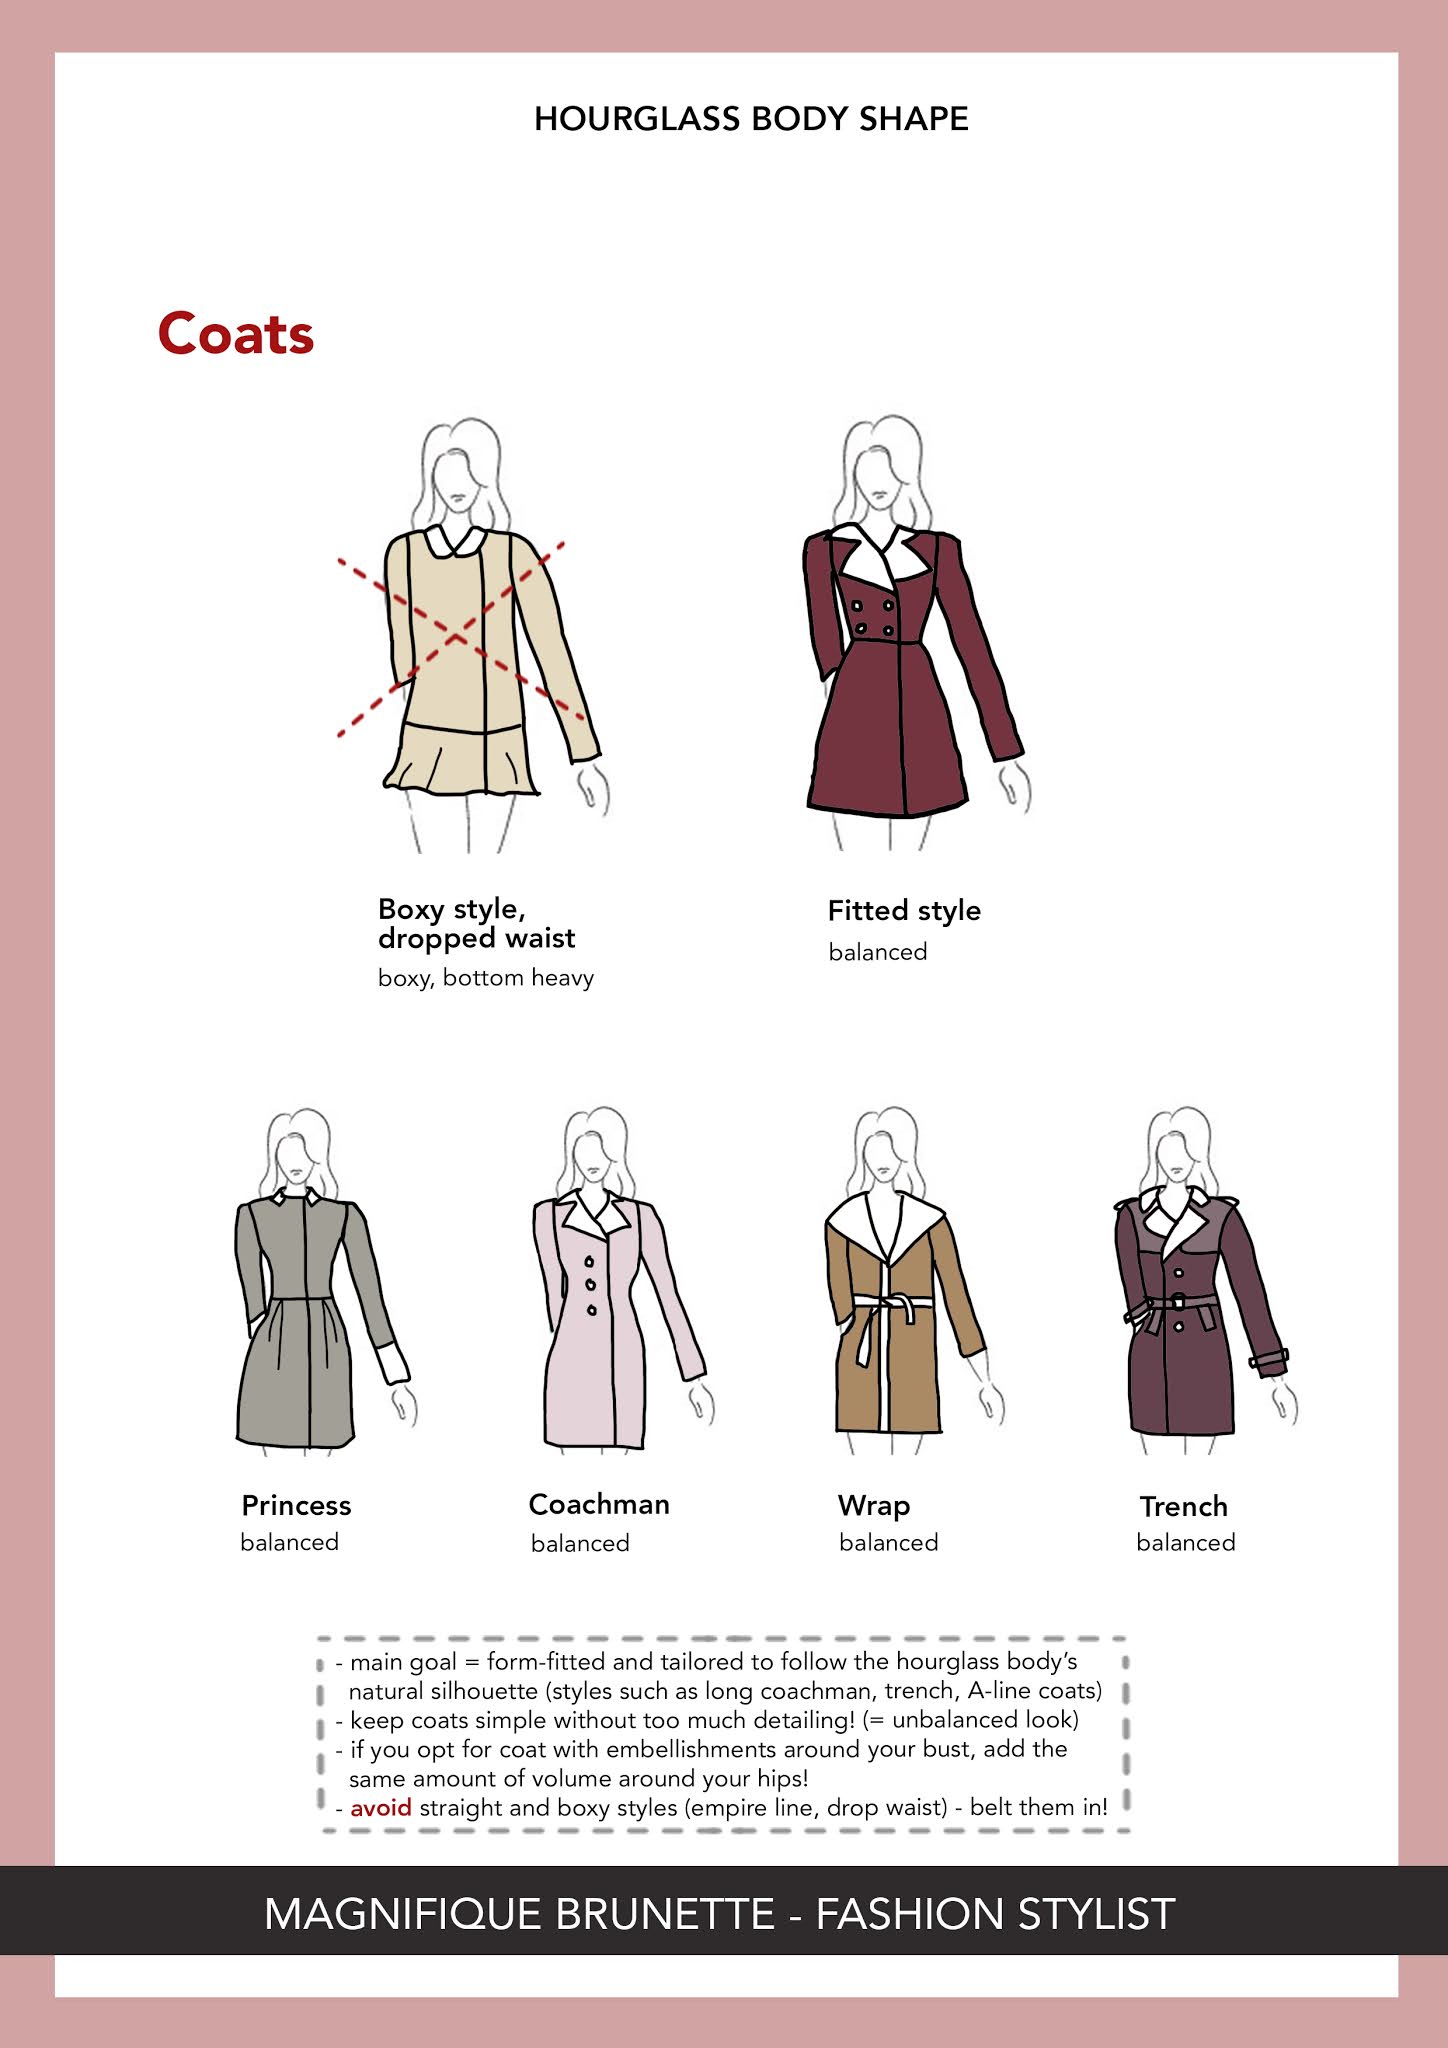 HOURGLASS BODY SHAPE
Coats
Boxy style,
dropped waist
boxy, bottom heavy
Fitted style
balanced
Princess
balanced
Coachman
balanced
Wrap
balanced
Trench
balanced
- main goal = form-fitted and tailored to follow the hourglass body's
natural silhouette (styles such as long coachman, trench, A-line coats)
- keep coats simple without too much detailing! (= unbalanced look)
- if you opt for coat with embellishments around your bust, add the
same amount of volume around your hips!
- avoid straight and boxy styles (empire line, drop waist) - belt them in!
MAGNIFIQUE BRUNETTE - FASHION STYLIST